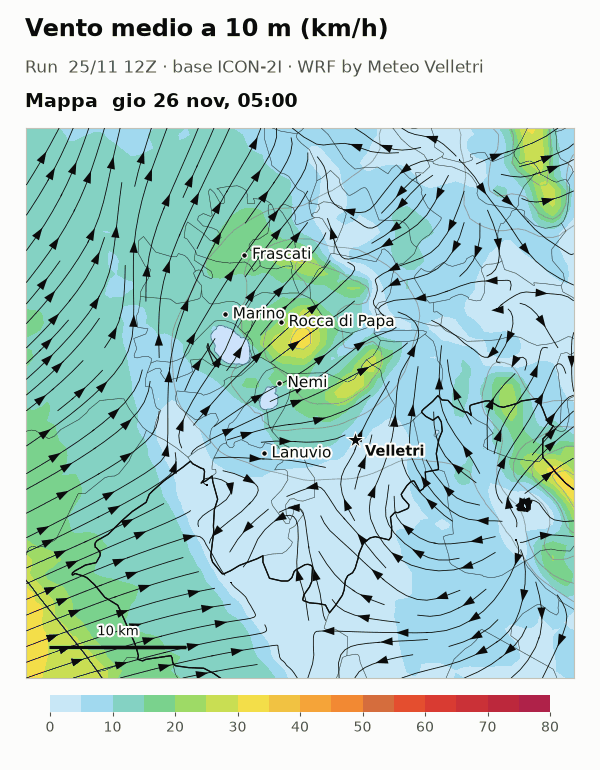 Vento medio a 10 m (km/h)
Run  25/11 12Z · base ICON-2I · WRF by Meteo Velletri
Mappa  gio 26 nov, 05:00
Frascati
Marino
Rocca di Papa
Nemi
Velletri
Lanuvio
10 km
0 10 20 30 40 50 60 70 80